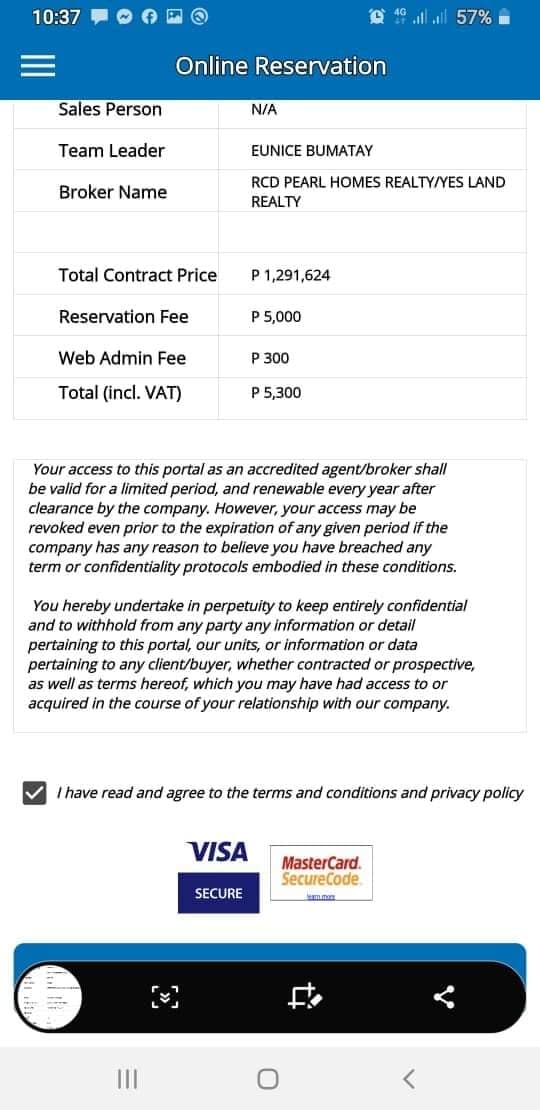 10:37
4G
57%
Online Reservation
Sales Person N/A
Team Leader EUNICE BUMATAY
Broker Name RCD PEARL HOMES REALTY/YES LAND
REALTY
Total Contract Price P 1,291,624
Reservation Fee P 5,000
Web Admin Fee P 300
Total (incl. VAT) P 5,300
Your access to this portal as an accredited agent/broker shall
be valid for a limited period, and renewable every year after
clearance by the company. However, your access may be
revoked even prior to the expiration of any given period if the
company has any reason to believe you have breached any
term or confidentiality protocols embodied in these conditions.
You hereby undertake in perpetuity to keep entirely confidential
and to withhold from any party any information or detail
pertaining to this portal, our units, or information or data
pertaining to any client/buyer, whether contracted or prospective,
as well as terms hereof, which you may have had access to or
acquired in the course of your relationship with our company.
I have read and agree to the terms and conditions and privacy policy
VISA
SECURE
MasterCard.
SecureCode.
learn more